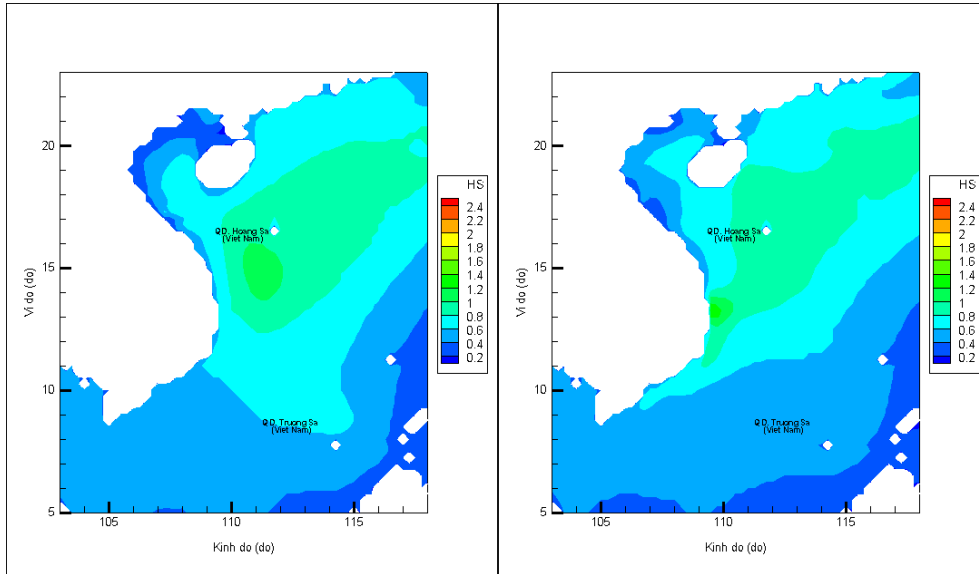 20
15
10
5
105
110
115
Vi do (do)
Kinh do (do)
QD. Hoang Sa
(Viet Nam)
QD. Truong Sa
(Viet Nam)
HS
2.4
2.2
2
1.8
1.6
1.4
1.2
1
0.8
0.6
0.4
0.2
20
15
10
5
105
110
115
Vi do (do)
Kinh do (do)
QD. Hoang Sa
(Viet Nam)
QD. Truong Sa
(Viet Nam)
HS
2.4
2.2
2
1.8
1.6
1.4
1.2
1
0.8
0.6
0.4
0.2